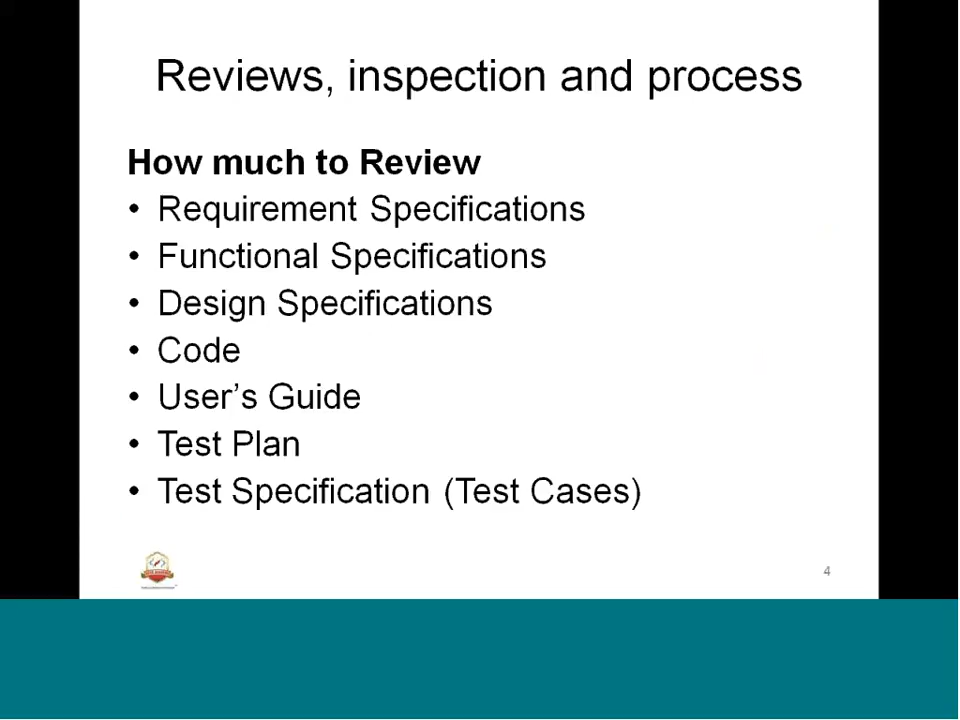 Reviews, inspection and process
How much to Review
• Requirement Specifications
• Functional Specifications
• Design Specifications
• Code
• User’s Guide
• Test Plan
• Test Specification (Test Cases)
4